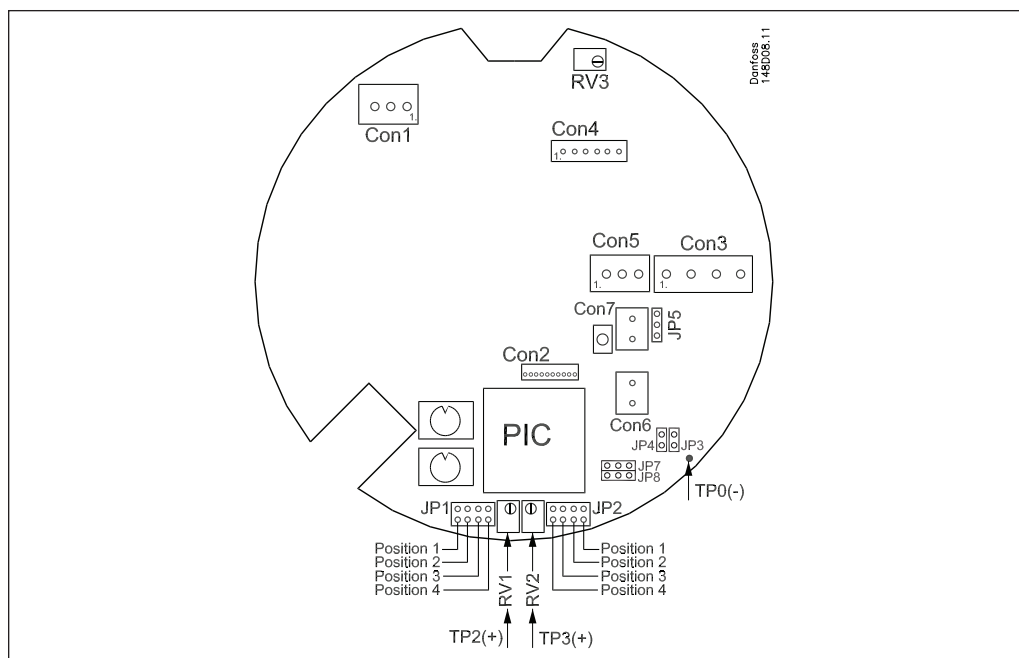 Danfoss
148D08.11
RV3
1.
Con1
Con4
1.
Con5
Con3
1.
1.
Con7
JP5
Con2
PIC
Con6
JP4
JP3
JP7
JP8
TP0(-)
JP1
JP2
Position 1
Position 2
Position 3
Position 4
RV1
RV2
Position 1
Position 2
Position 3
Position 4
TP2(+)
TP3(+)